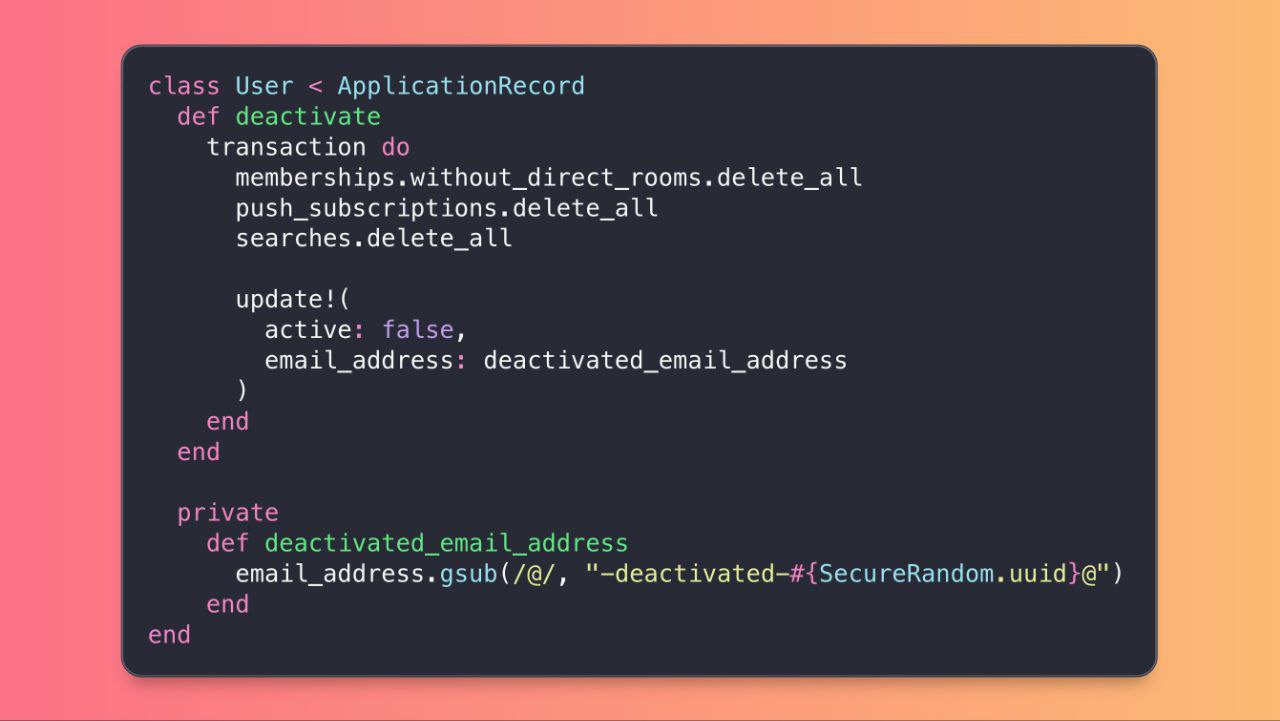 class User < ApplicationRecord
  def deactivate
    transaction do
      memberships.without_direct_rooms.delete_all
      push_subscriptions.delete_all
      searches.delete_all

      update!(
        active: false,
        email_address: deactivated_email_address
      )
    end
  end

  private
    def deactivated_email_address
      email_address.gsub(/@/, "-deactivated-#{SecureRandom.uuid}@")
    end
end